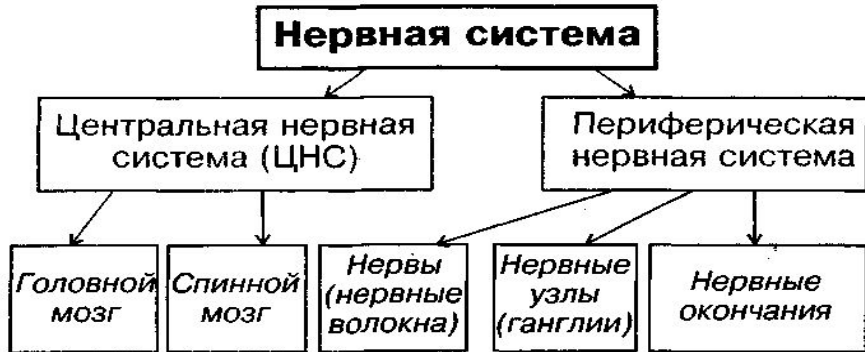 Нервная система
Центральная нервная
система (ЦНС)
Периферическая
нервная система
Головной
мозг
Спинной
мозг
Нервы
(нервные
волокна)
Нервные
узлы
(ганглии)
Нервные
окончания